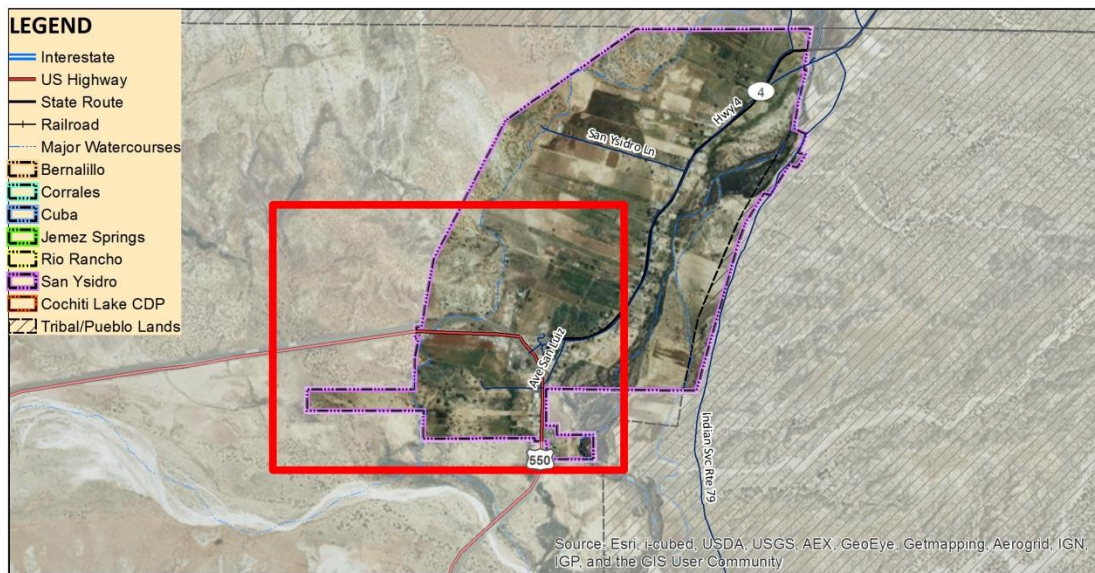 LEGEND
Interestate
US Highway
State Route
Railroad
Major Watercourses
Bernalillo
Corrales
Cuba
Jemez Springs
Rio Rancho
San Ysidro
Cochiti Lake CDP
Tribal/Pueblo Lands
4
Hwy 4
San Ysidro Ln
Ave San Luiz
550
Indian Svc Rte 79
Source: Esri, i-cubed, USDA, USGS, AEX, GeoEye, Getmapping, Aerogrid, IGN,
IGP, and the GIS User Community